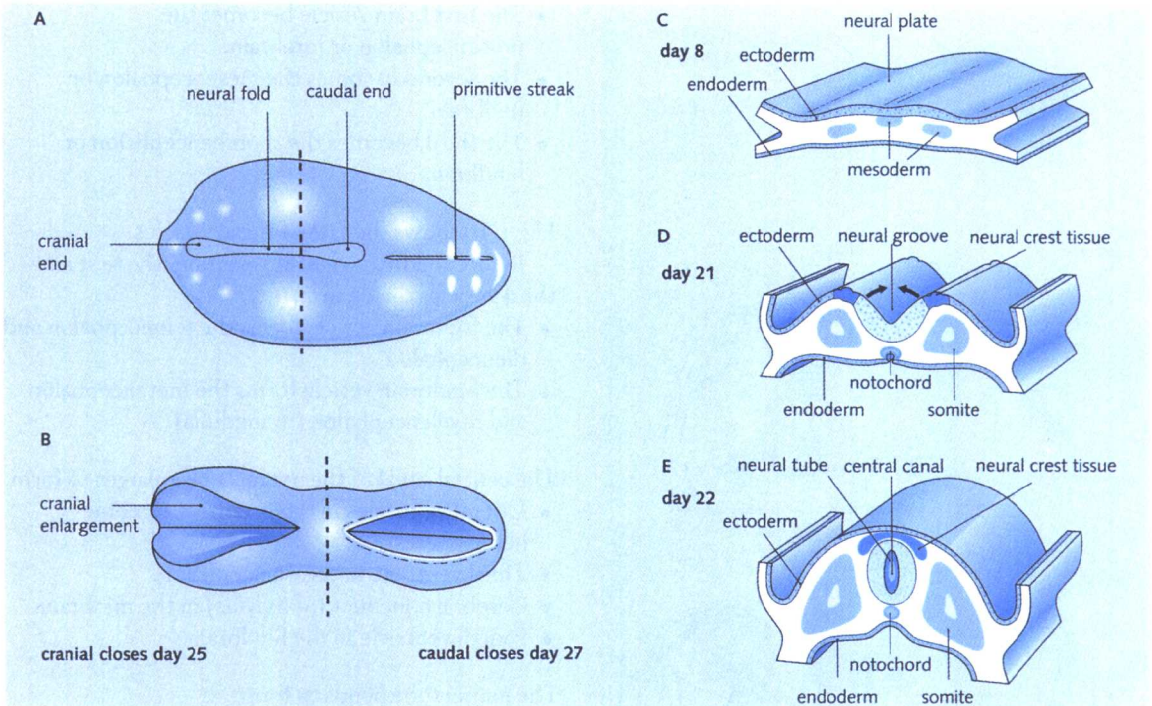 A
neural fold
caudal end
primitive streak
cranial
end
B
cranial
enlargement
cranial closes day 25
caudal closes day 27
C
day 8
neural plate
ectoderm
endoderm
mesoderm
D
day 21
ectoderm
neural groove
neural crest tissue
notochord
endoderm
somite
E
day 22
neural tube
central canal
neural crest tissue
ectoderm
notochord
endoderm
somite